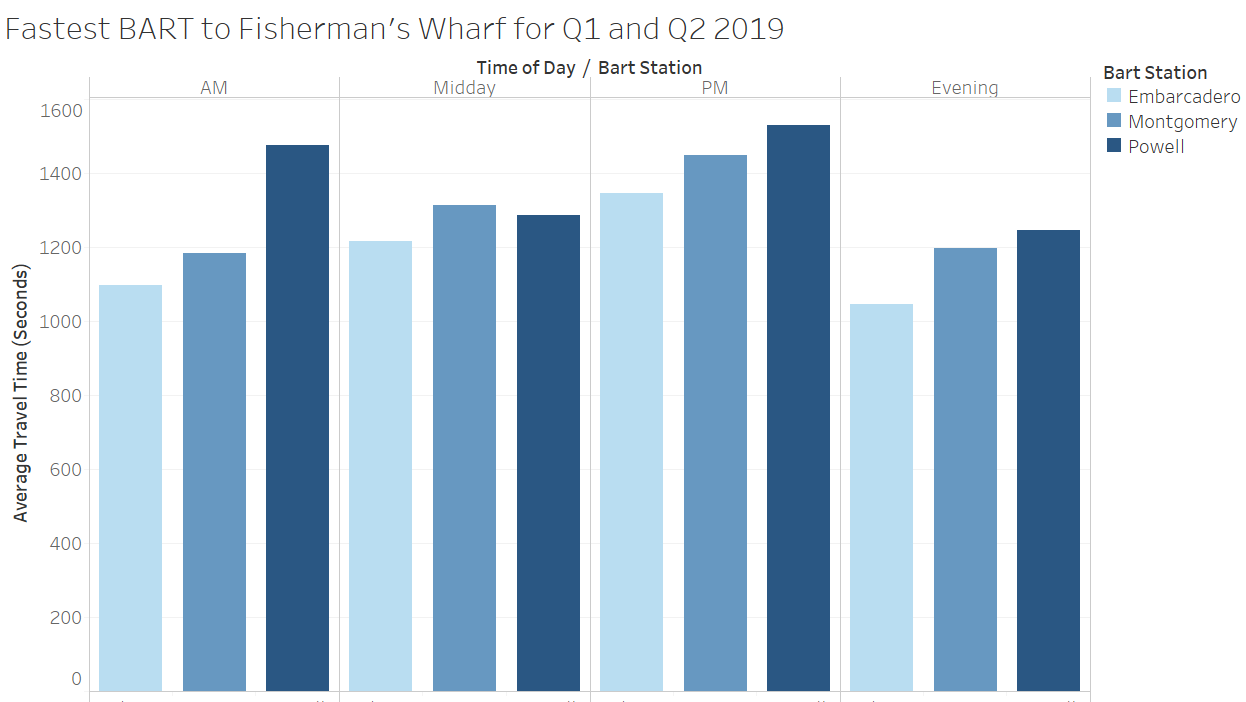 Fastest BART to Fisherman's Wharf for Q1 and Q2 2019
Time of Day / Bart Station
AM Midday PM Evening
Bart Station
Embarcadero
Montgomery
Powell
Average Travel Time (Seconds)
1600
1400
1200
1000
800
600
400
200
0